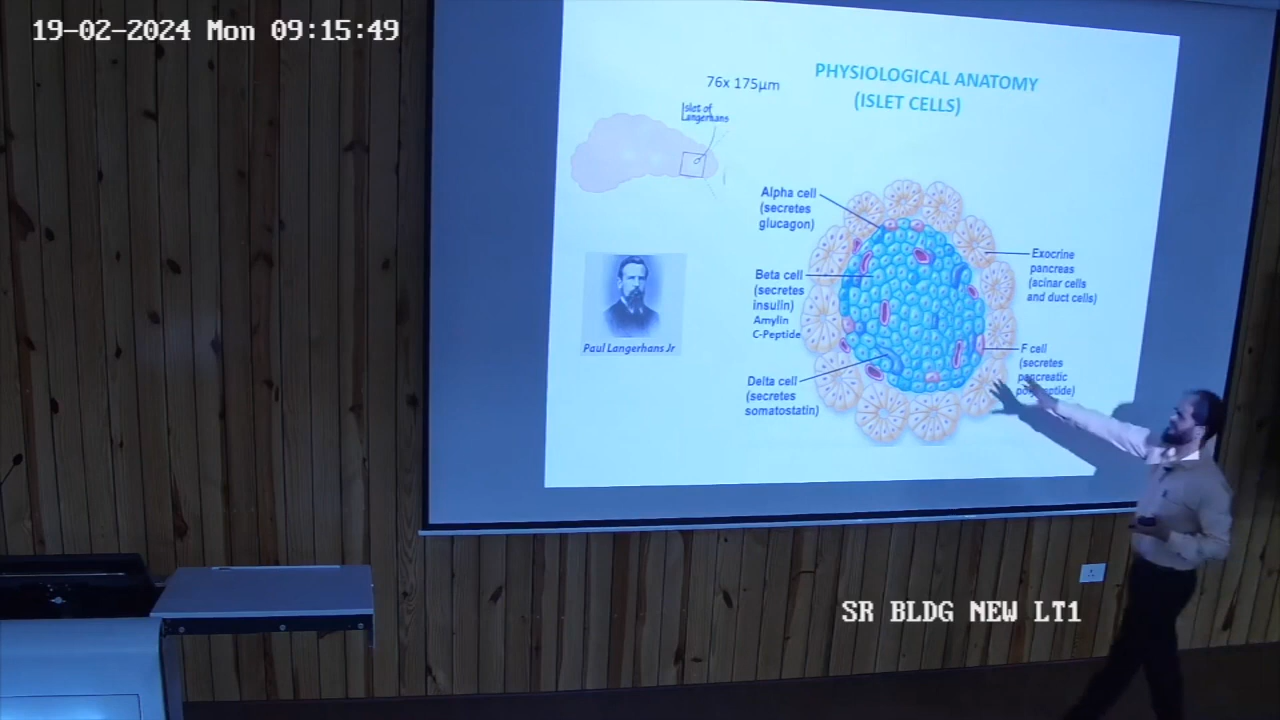 19-02-2024 Mon 09:15:49
PHYSIOLOGICAL ANATOMY
(ISLET CELLS)
76x 175µm
Islet of
Langerhans
Alpha cell
(secretes
glucagon)
Beta cell
(secretes
insulin)
Amylin
C-Peptide
Delta cell
(secretes
somatostatin)
Exocrine
pancreas
(acinar cells
and duct cells)
F cell
(secretes
pancreatic
polypeptide)
Paul Langerhans Jr
SR BLDG NEW LT1